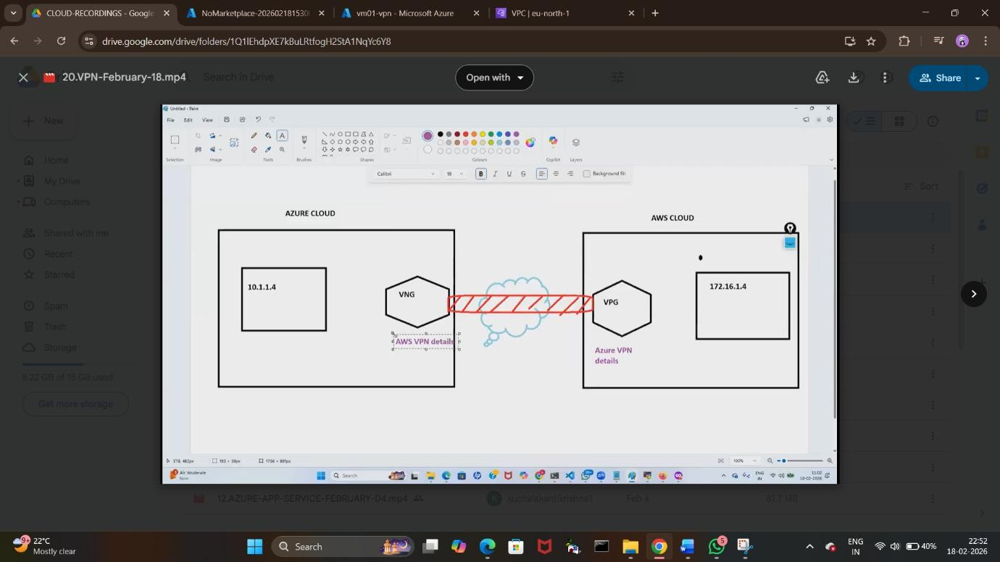 CLOUD-RECORDINGS - Google
NoMarketplace-2026021815300
vm01-vpn - Microsoft Azure
VPC | eu-north-1
drive.google.com/drive/folders/1Q1lEhdpXE7kBuLRtfogH2StA1NqYc6Y8
20.VPN-February-18.mp4
Search in Drive
Open with
Share
New
Home
My Drive
Computers
Shared with me
Recent
Starred
Spam
Trash
Storage
8.22 GB of 15 GB used
Get more storage
Sort
Untitled - Paint
File Edit View
Selection
Image
Tools
Brushes
Shapes
Colours
Copilot
Layers
Calibri
18
B I U S
Background fill
AZURE CLOUD
AWS CLOUD
10.1.1.4
VNG
VPG
172.16.1.4
AWS VPN details
Azure VPN
details
578, 482px
183 × 39px
1756 × 881px
100%
Air: Moderate
Now
Search
ENG
IN
11:02
18-02-2026
12.AZURE-APP-SERVICE-FEBRUARY-04.mp4
kuchalakantikrishna1
Feb 4
81.7 MB
9+
22°C
Mostly clear
Search
5
ENG
IN
40%
22:52
18-02-2026